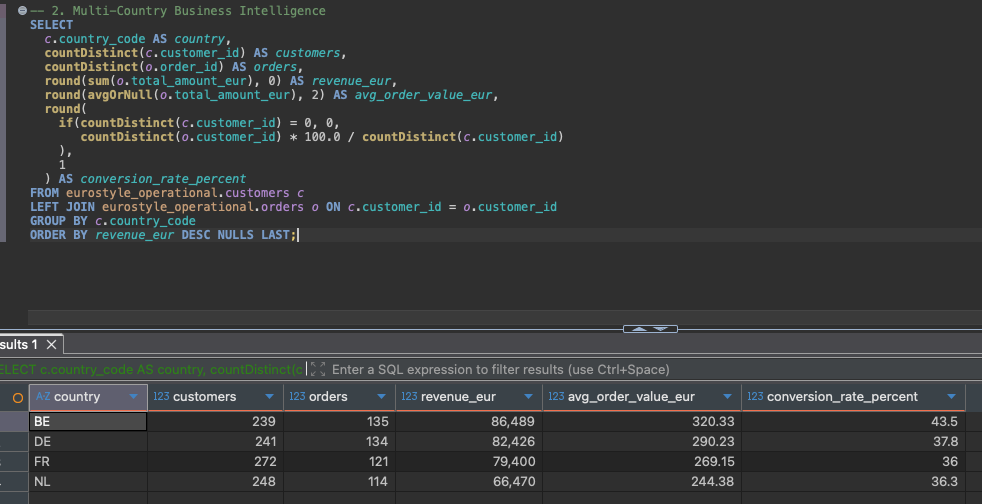 -- 2. Multi-Country Business Intelligence
SELECT
c.country_code AS country,
countDistinct(c.customer_id) AS customers,
countDistinct(o.order_id) AS orders,
round(sum(o.total_amount_eur), 0) AS revenue_eur,
round(avgOrNull(o.total_amount_eur), 2) AS avg_order_value_eur,
round(
if(countDistinct(c.customer_id) = 0, 0,
countDistinct(o.customer_id) * 100.0 / countDistinct(c.customer_id)
),
1
) AS conversion_rate_percent
FROM eurostyle_operational.customers c
LEFT JOIN eurostyle_operational.orders o ON c.customer_id = o.customer_id
GROUP BY c.country_code
ORDER BY revenue_eur DESC NULLS LAST;
sults 1
ELECT c.country_code AS country, countDistinct(c Enter a SQL expression to filter results (use Ctrl+Space)
A-Z country 123 customers 123 orders 123 revenue_eur 123 avg_order_value_eur 123 conversion_rate_percent
BE 239 135 86,489 320.33 43.5
DE 241 134 82,426 290.23 37.8
FR 272 121 79,400 269.15 36
NL 248 114 66,470 244.38 36.3